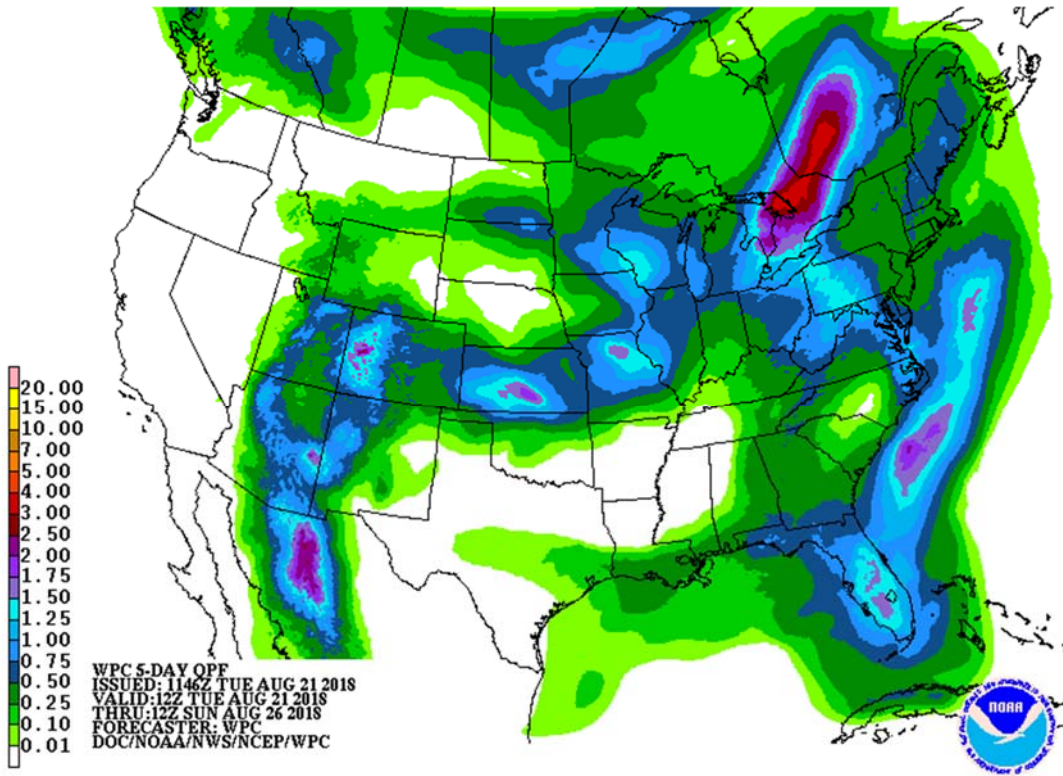 20.00
15.00
10.00
7.00
5.00
4.00
3.00
2.50
2.00
1.75
1.50
1.25
1.00
0.75
0.50
0.25
0.10
0.01
WPC 5-DAY QPF
ISSUED: 1146Z TUE AUG 21 2018
VALID: 12Z TUE AUG 21 2018
THRU: 12Z SUN AUG 26 2018
FORECASTER: WPC
DOC/NOAA/NWS/NCEP/WPC
NOAA